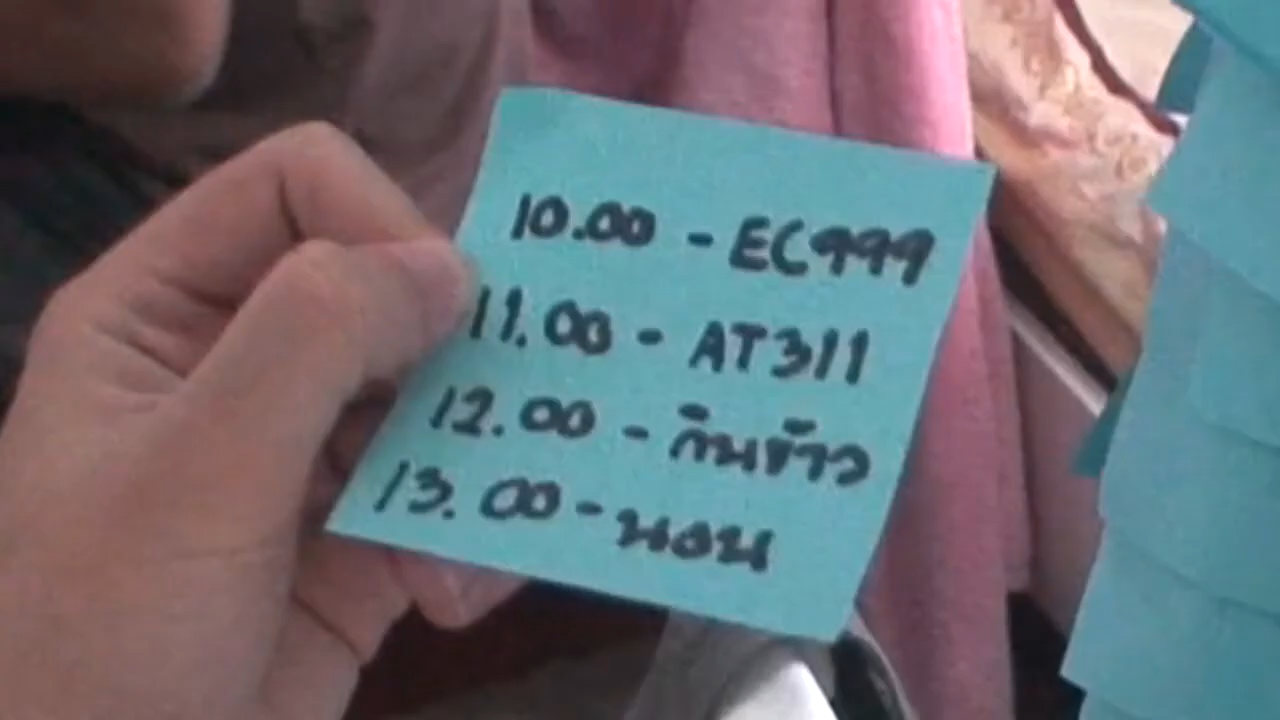 10.00 - EC999
11.00 - AT311
12.00 - กินข้าว
13.00 - นอน